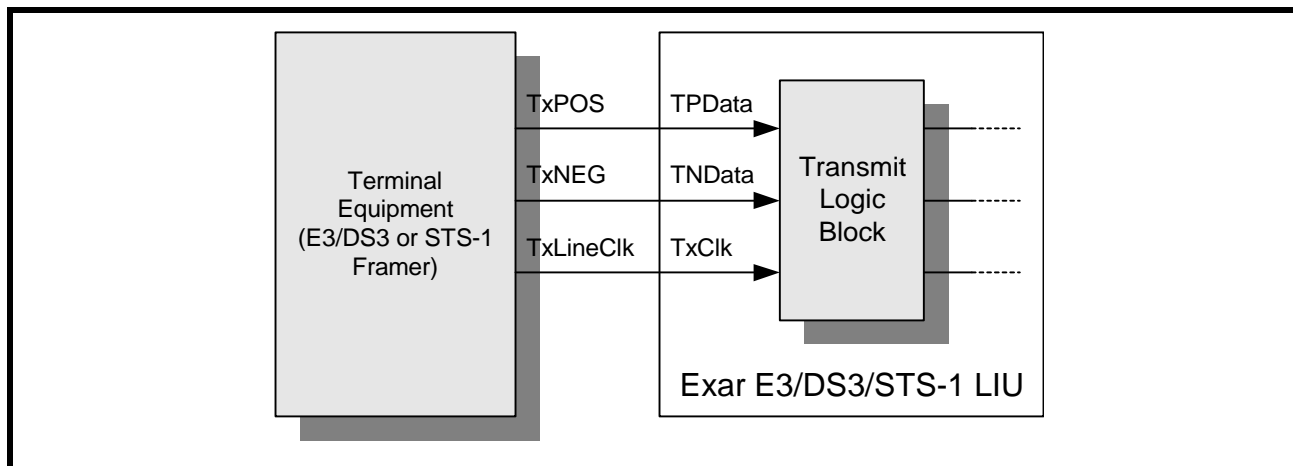 TxPOS
TPData
TxNEG
TNData
TxLineClk
TxClk
Terminal
Equipment
(E3/DS3 or STS-1
Framer)
Transmit
Logic
Block
Exar E3/DS3/STS-1 LIU